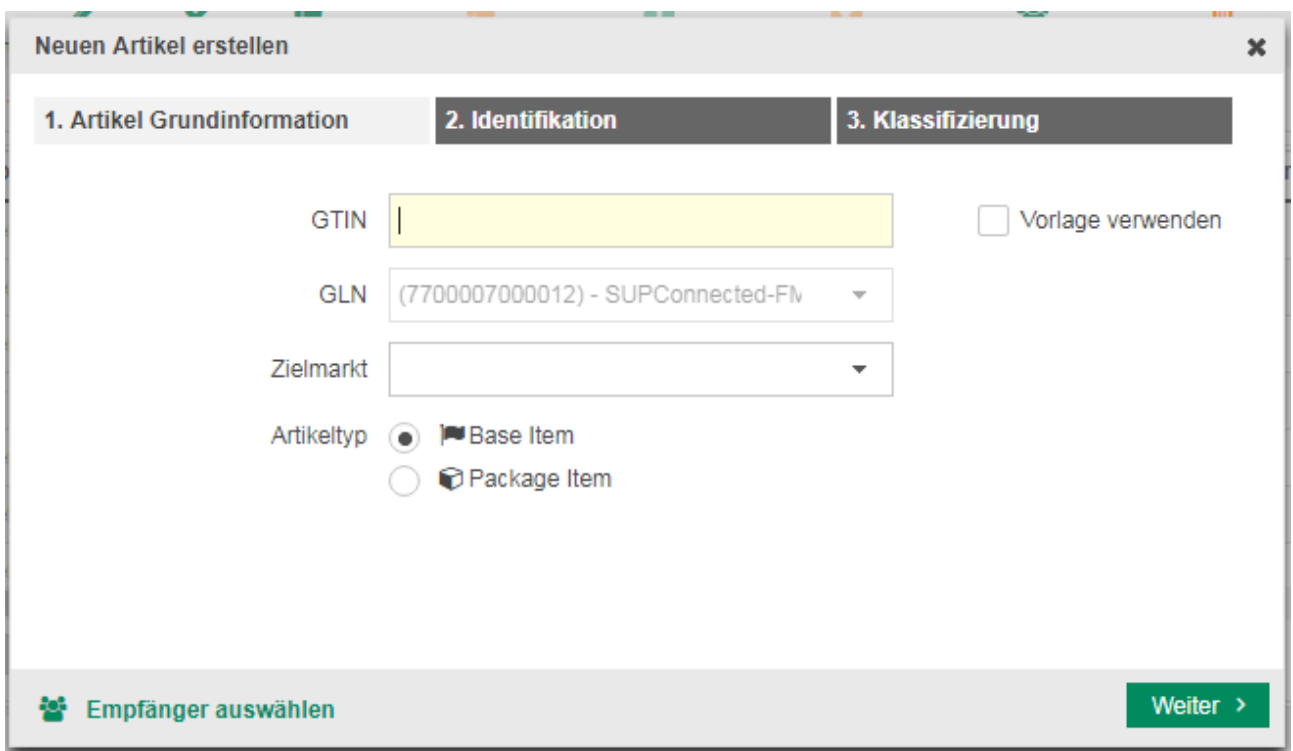 Neuen Artikel erstellen
1. Artikel Grundinformation
2. Identifikation
3. Klassifizierung
GTIN
Vorlage verwenden
GLN (7700007000012) - SUPConnected-FM
Zielmarkt
Artikeltyp Base Item
Package Item
Empfänger auswählen
Weiter